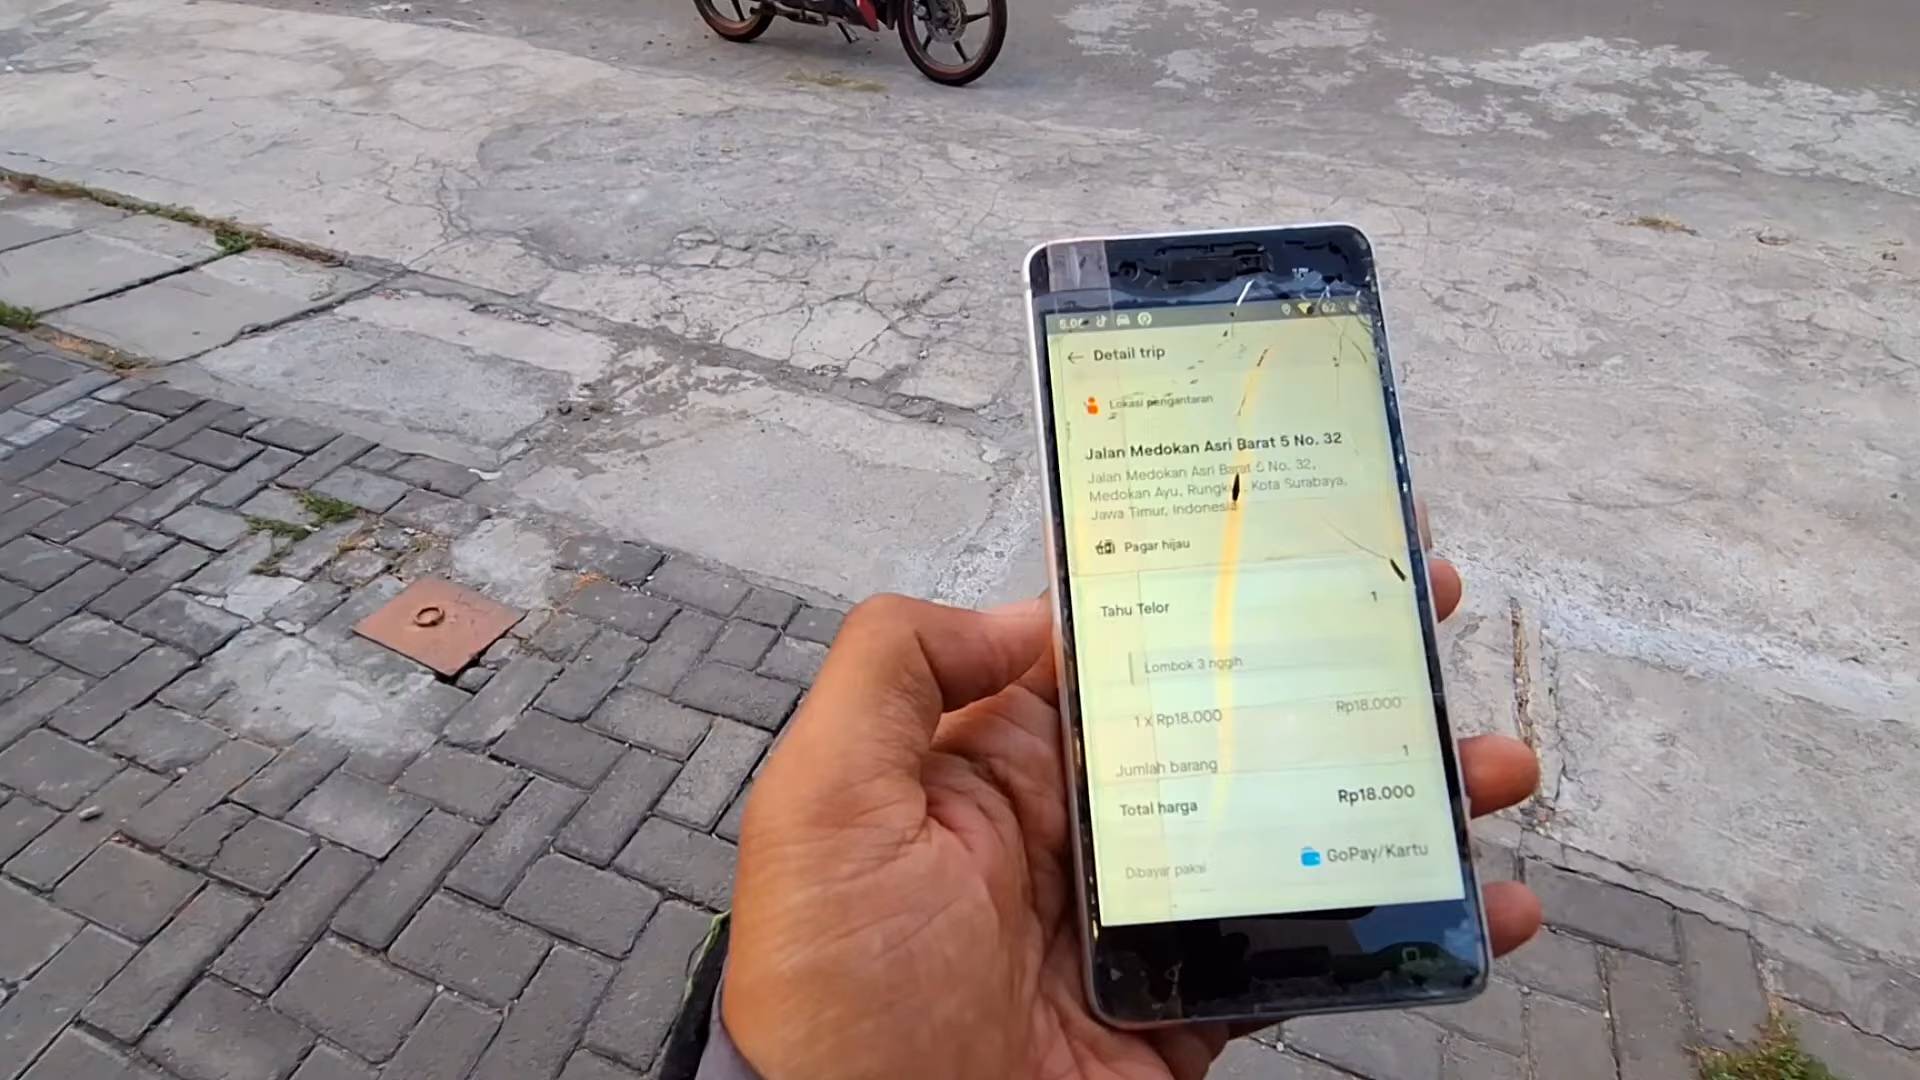 Detail trip
Lokasi pengantaran
Jalan Medokan Asri Barat 5 No. 32
Jalan Medokan Asri Barat 5 No. 32,
Medokan Ayu, Kota Surabaya,
Jawa Timur, Indonesia
Pagar hijau
Tahu Telor 1
Lombok 3 nggih
1 x Rp18.000 Rp18.000
Jumlah barang 1
Total harga Rp18.000
Dibayar paksi GoPay/Kartu